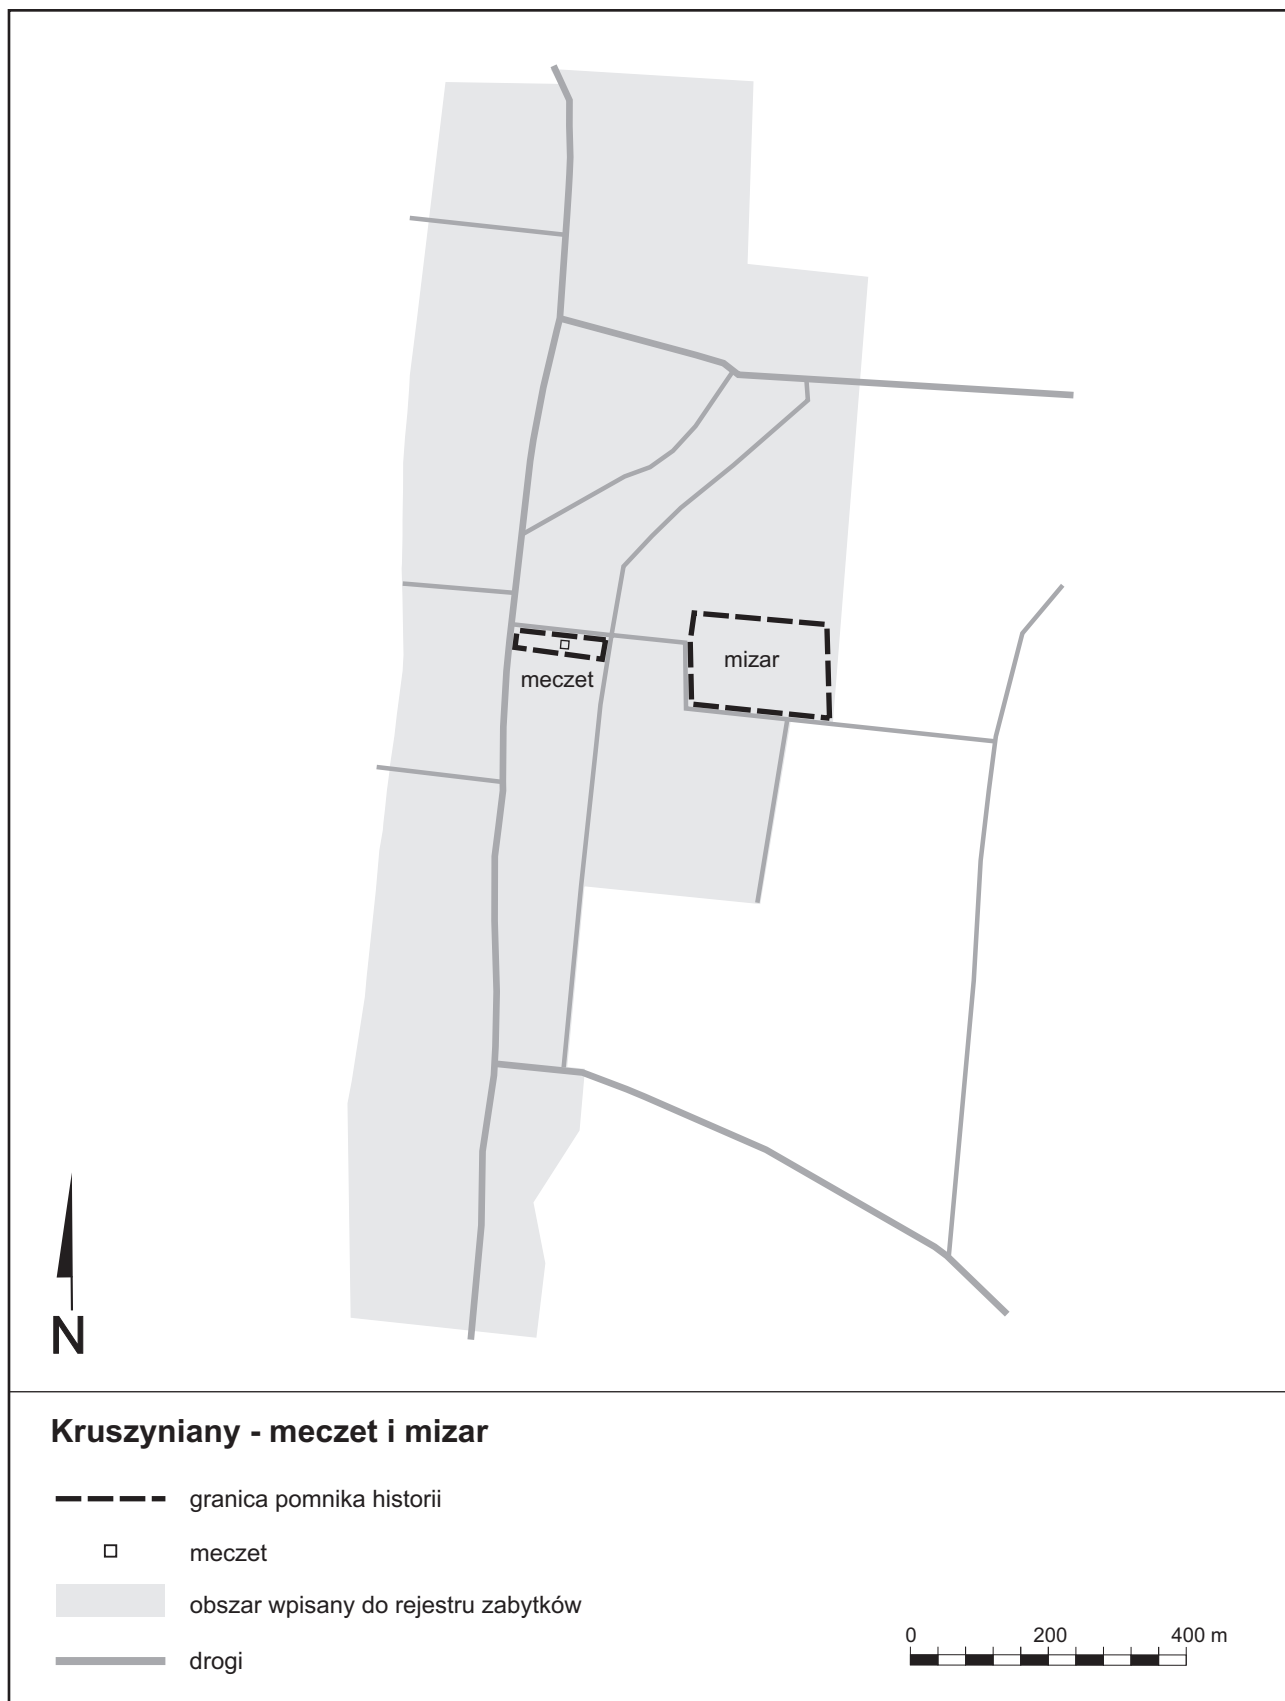 mizar
meczet
N
Kruszyniany - meczet i mizar
granica pomnika historii
meczet
obszar wpisany do rejestru zabytków
drogi
0 200 400 m